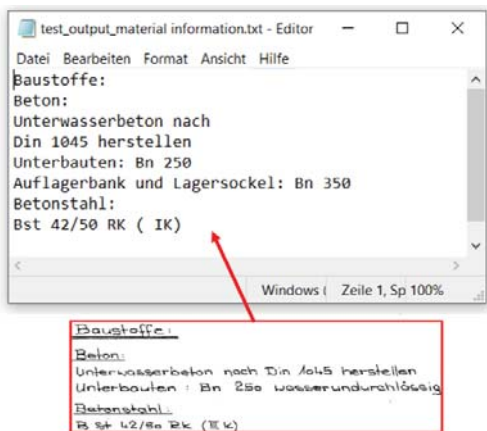 test_output_material information.txt - Editor
Datei Bearbeiten Format Ansicht Hilfe
Baustoffe:
Beton:
Unterwasserbeton nach
Din 1045 herstellen
Unterbauten: Bn 250
Auflagerbank und Lagersockel: Bn 350
Betonstahl:
Bst 42/50 RK ( IK)
Windows ( Zeile 1, Sp 100%
Baustoffe:
Beton:
Unterwasserbeton nach Din 1045 herstellen
Unterbauten : Bn 250 wasserundurchlässig
Betonstahl:
B St 42/50 RK (III K)